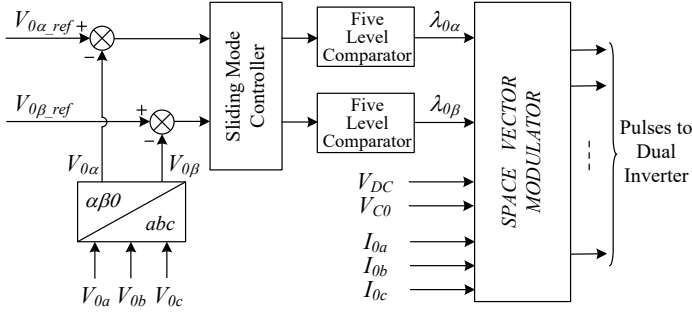 V0α_ref + Five Level Comparator λ0α
−
Sliding Mode Controller
V0β_ref + Five Level Comparator λ0β
−
SPACE VECTOR MODULATOR
Pulses to Dual Inverter
V0α V0β
αβ0
abc
VDC
VC0
I0a
I0b
I0c
V0a V0b V0c